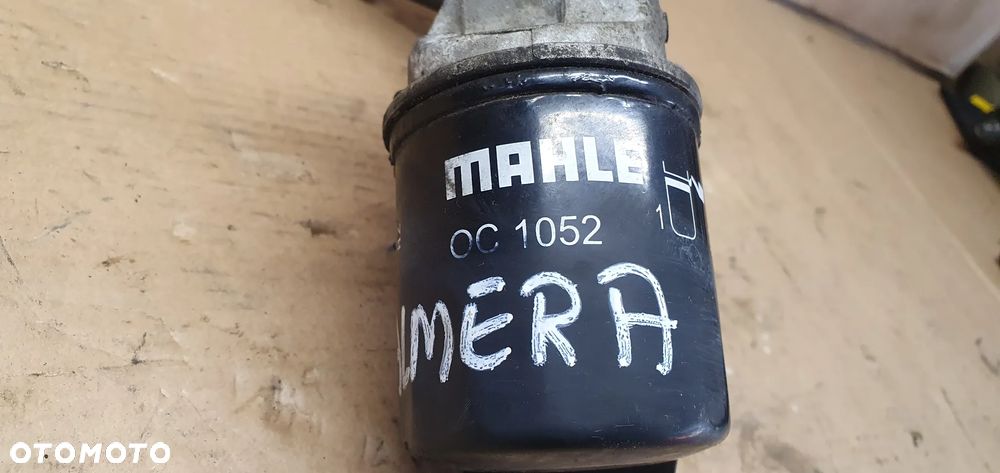 MAHLE
OC 1052
1
ALMERA
OTOMOTO